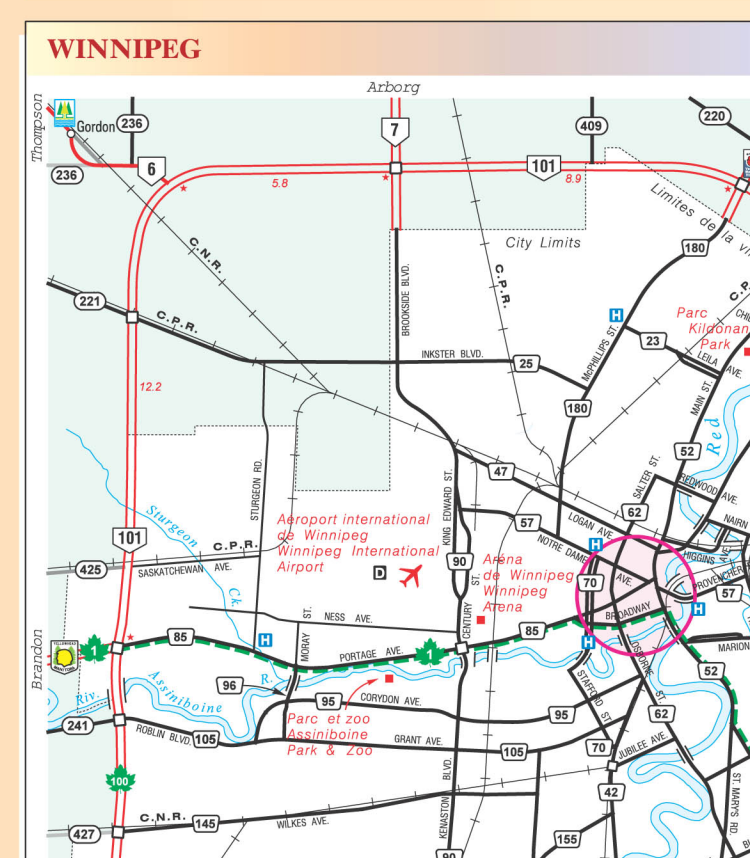 WINNIPEG
Arborg
Thompson
Gordon
236
7
409
220
236
6
101
5.8
8.9
Limites de la
City Limits
180
C.N.R.
C.P.R.
221
C.P.R.
BROOKSIDE BLVD.
McPHILLIPS ST.
H
Parc
Kildonan
Park
23
LEILA AVE.
INKSTER BLVD.
25
12.2
180
MAIN ST.
Red
52
SALTER ST.
REDWOOD AVE.
47
Sturgeon
Ck.
STURGEON RD.
KING EDWARD ST.
62
LOGAN AVE
NAIRN
AVE
57
NOTRE DAME
AVE.
HIGGINS
PROVENCHER
57
Aéroport international
de Winnipeg
Winnipeg International
Airport
D
101
C.P.R.
425
SASKATCHEWAN AVE.
90
Aréna
de Winnipeg
Winnipeg
Arena
H
70
BROADWAY
H
H
NESS AVE.
MORAY ST.
CENTURY ST.
Brandon
YELLOWHEAD
MANITOBA
1
85
H
PORTAGE AVE.
1
85
OSBORNE ST.
MARION
52
Riv.
Assiniboine
R.
96
95
CORYDON AVE.
95
STAFFORD ST.
62
Parc et zoo
Assiniboine
Park & Zoo
241
ROBLIN BLVD.
105
GRANT AVE.
105
70
JUBILEE AVE.
100
42
KENASTON BLVD.
ST. MARYS RD.
C.N.R.
427
145
WILKES AVE.
155
90